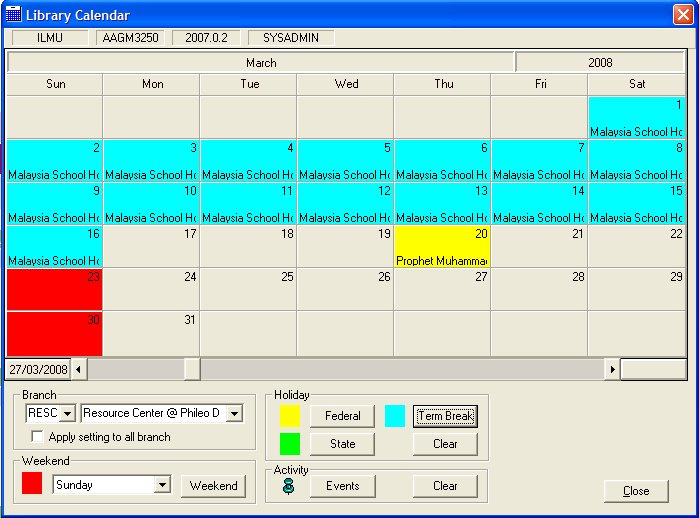 Library Calendar
ILMU AAGM3250 2007.0.2 SYSADMIN
March 2008
Sun Mon Tue Wed Thu Fri Sat
1
Malaysia School Ho
2 3 4 5 6 7 8
Malaysia School Ho Malaysia School Ho Malaysia School Ho Malaysia School Ho Malaysia School Ho Malaysia School Ho Malaysia School Ho
9 10 11 12 13 14 15
Malaysia School Ho Malaysia School Ho Malaysia School Ho Malaysia School Ho Malaysia School Ho Malaysia School Ho Malaysia School Ho
16 17 18 19 20 21 22
Malaysia School Ho Prophet Muhammad
23 24 25 26 27 28 29
30 31
27/03/2008
Branch
RESC Resource Center @ Phileo D
Apply setting to all branch
Weekend
Sunday Weekend
Holiday
Federal Term Break
State Clear
Activity
Events Clear
Close